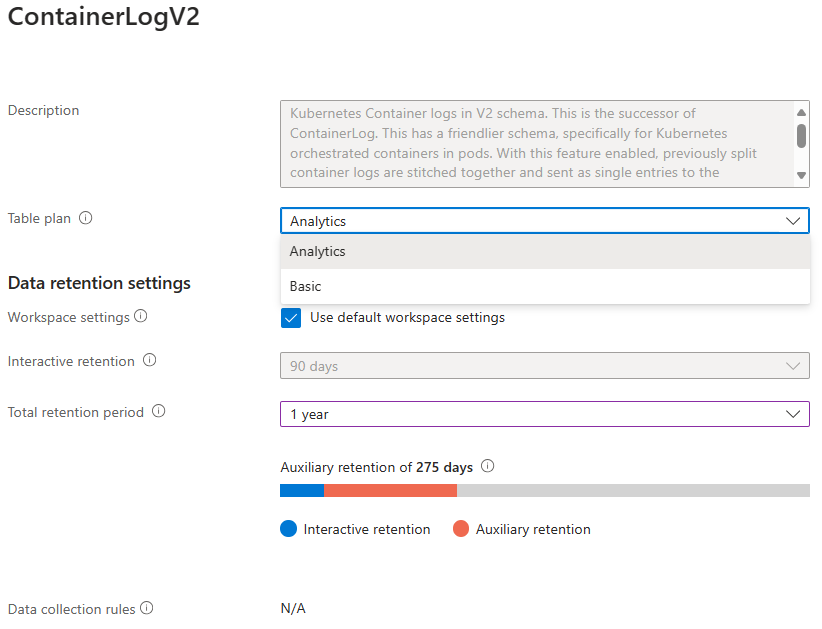 ContainerLogV2
Description
Kubernetes Container logs in V2 schema. This is the successor of
ContainerLog. This has a friendlier schema, specifically for Kubernetes
orchestrated containers in pods. With this feature enabled, previously split
container logs are stitched together and sent as single entries to the
Table plan
Analytics
Analytics
Basic
Data retention settings
Workspace settings
Use default workspace settings
Interactive retention
90 days
Total retention period
1 year
Auxiliary retention of 275 days
Interactive retention
Auxiliary retention
Data collection rules
N/A